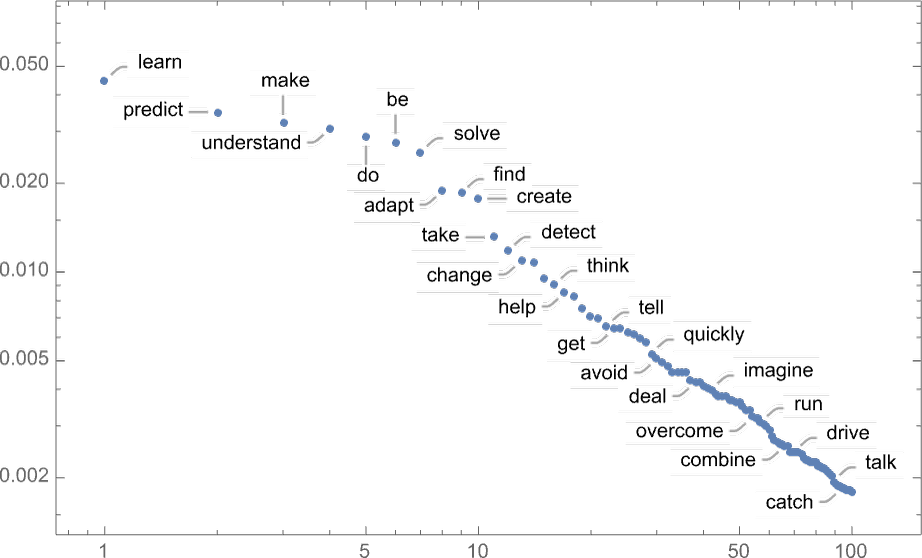 0.050
learn
make
predict
be
understand
solve
do
0.020
find
adapt
create
take
detect
0.010
change
think
help
tell
get
quickly
0.005
avoid
imagine
deal
run
overcome
drive
combine
talk
0.002
catch
1 5 10 50 100